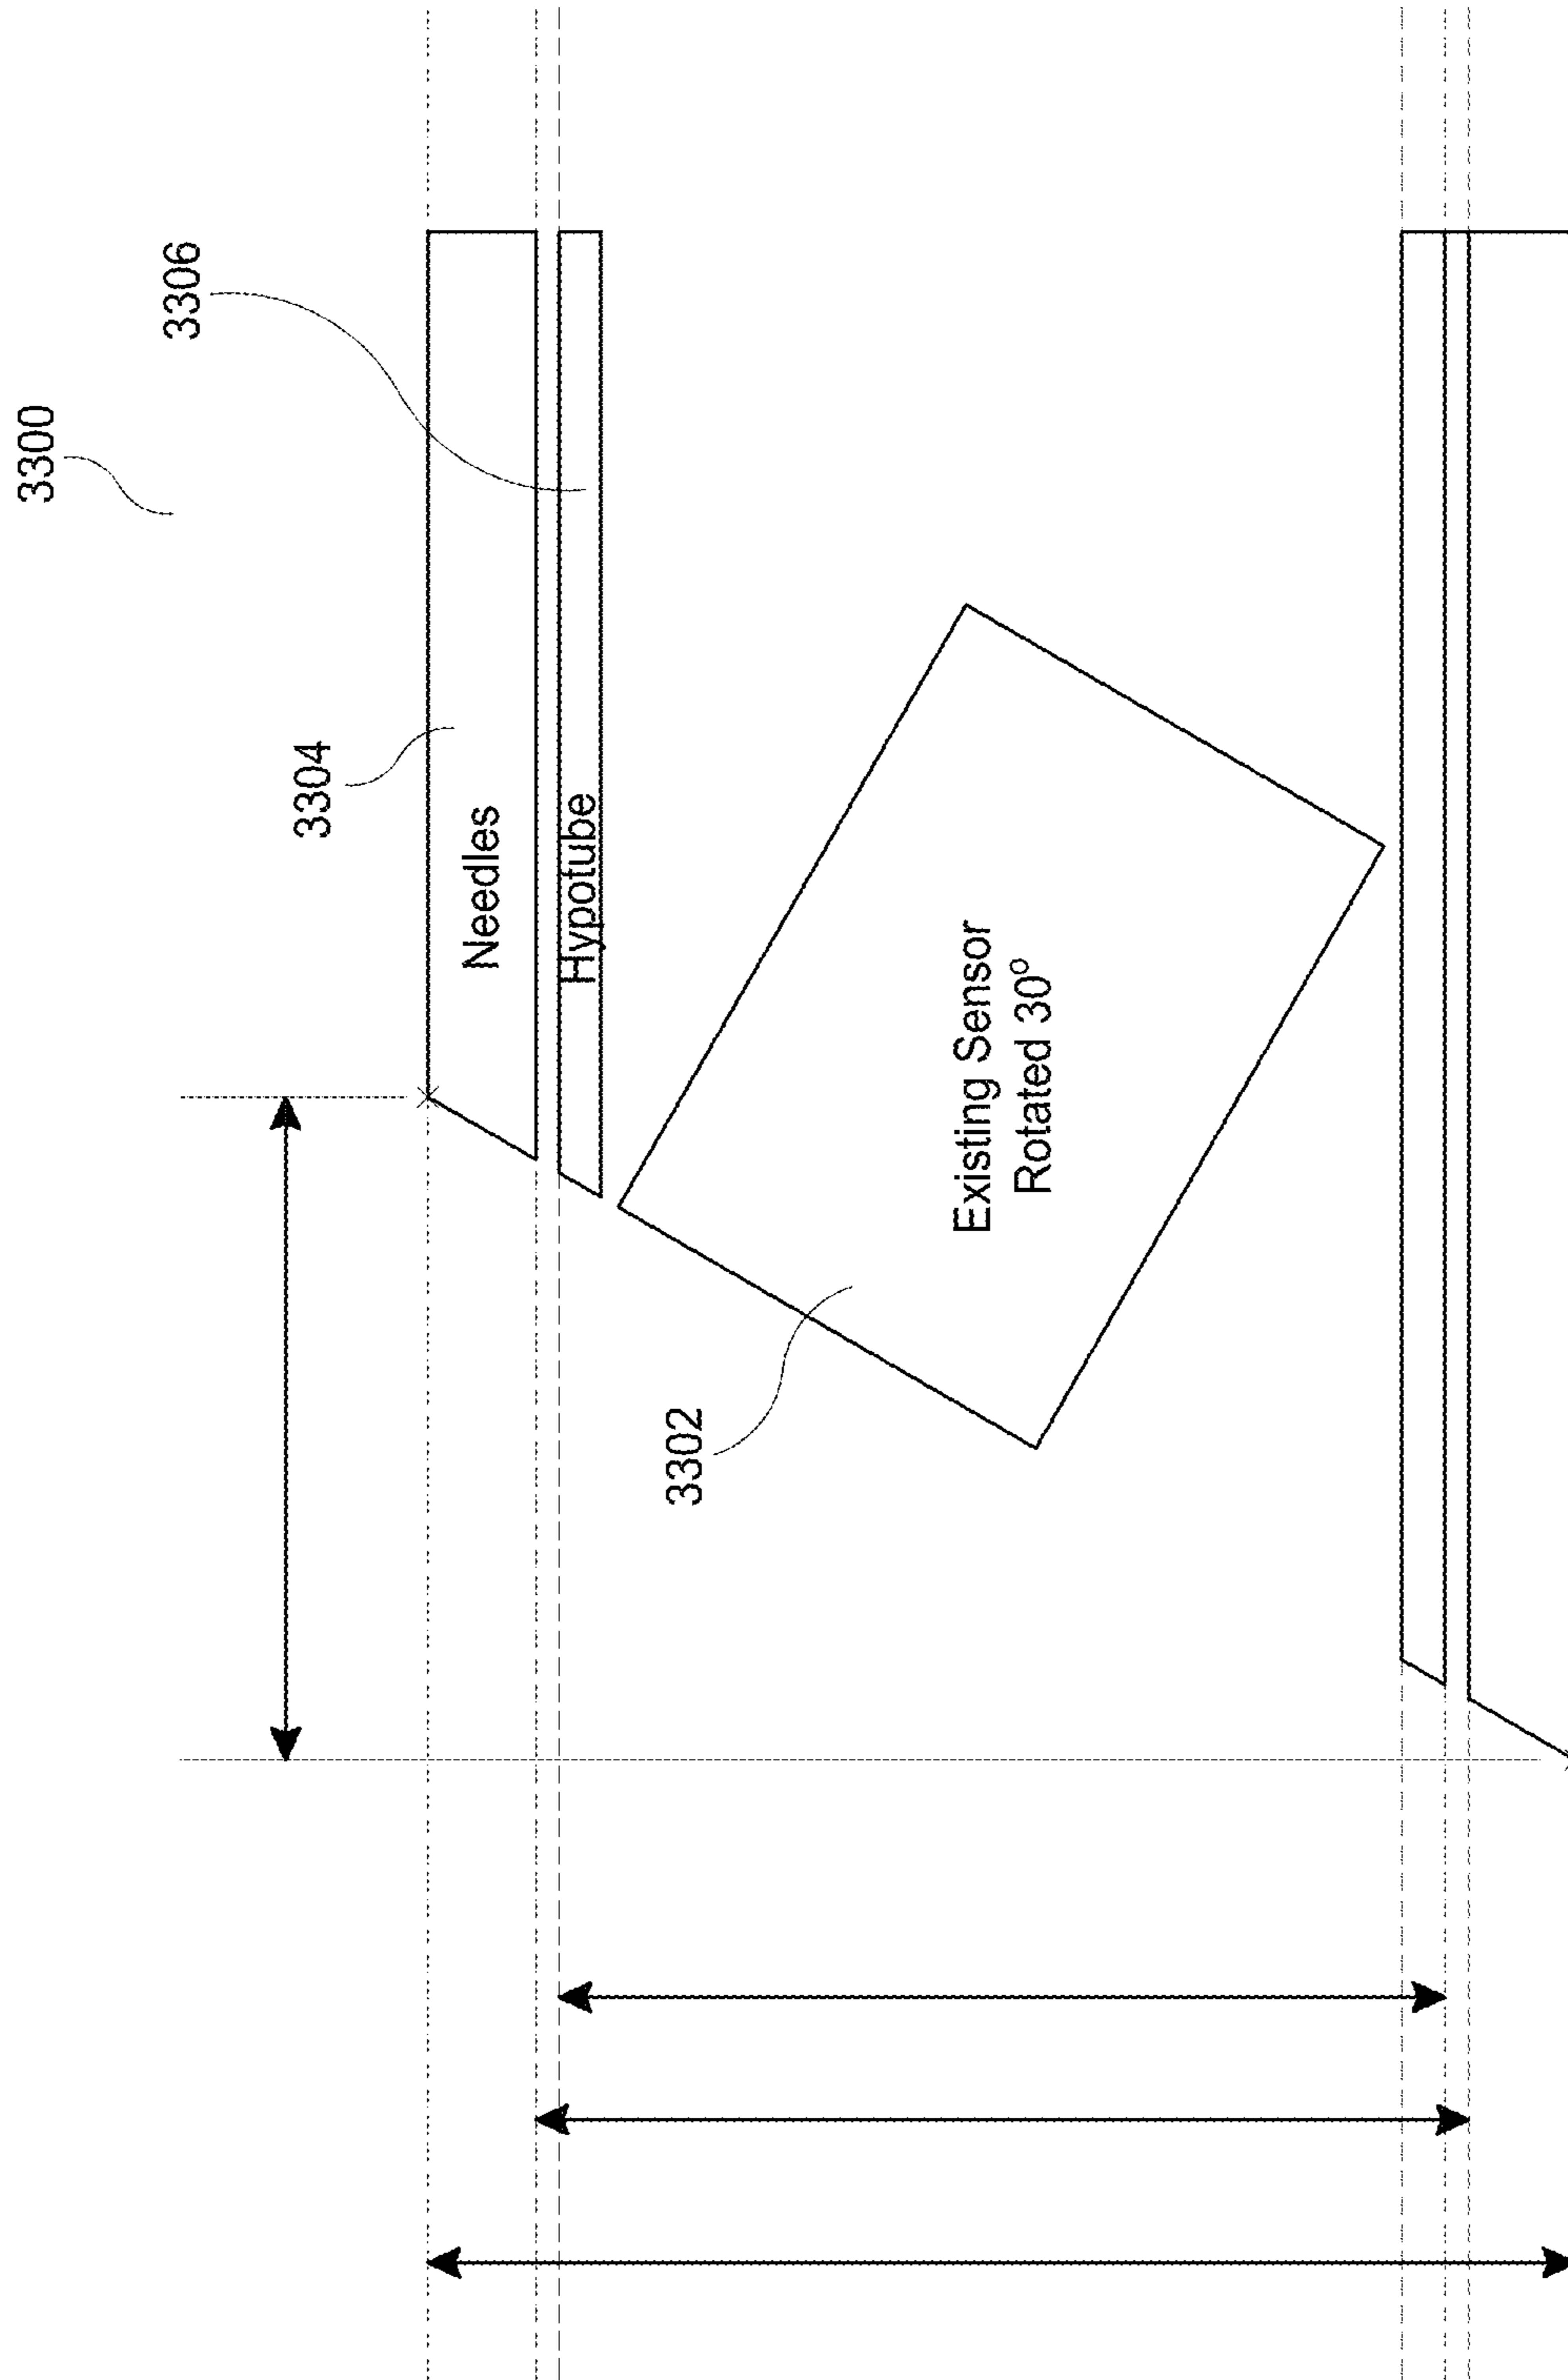 3300
3306
3304
Needles
Hypotube
3302
Existing Sensor
Rotated 30°